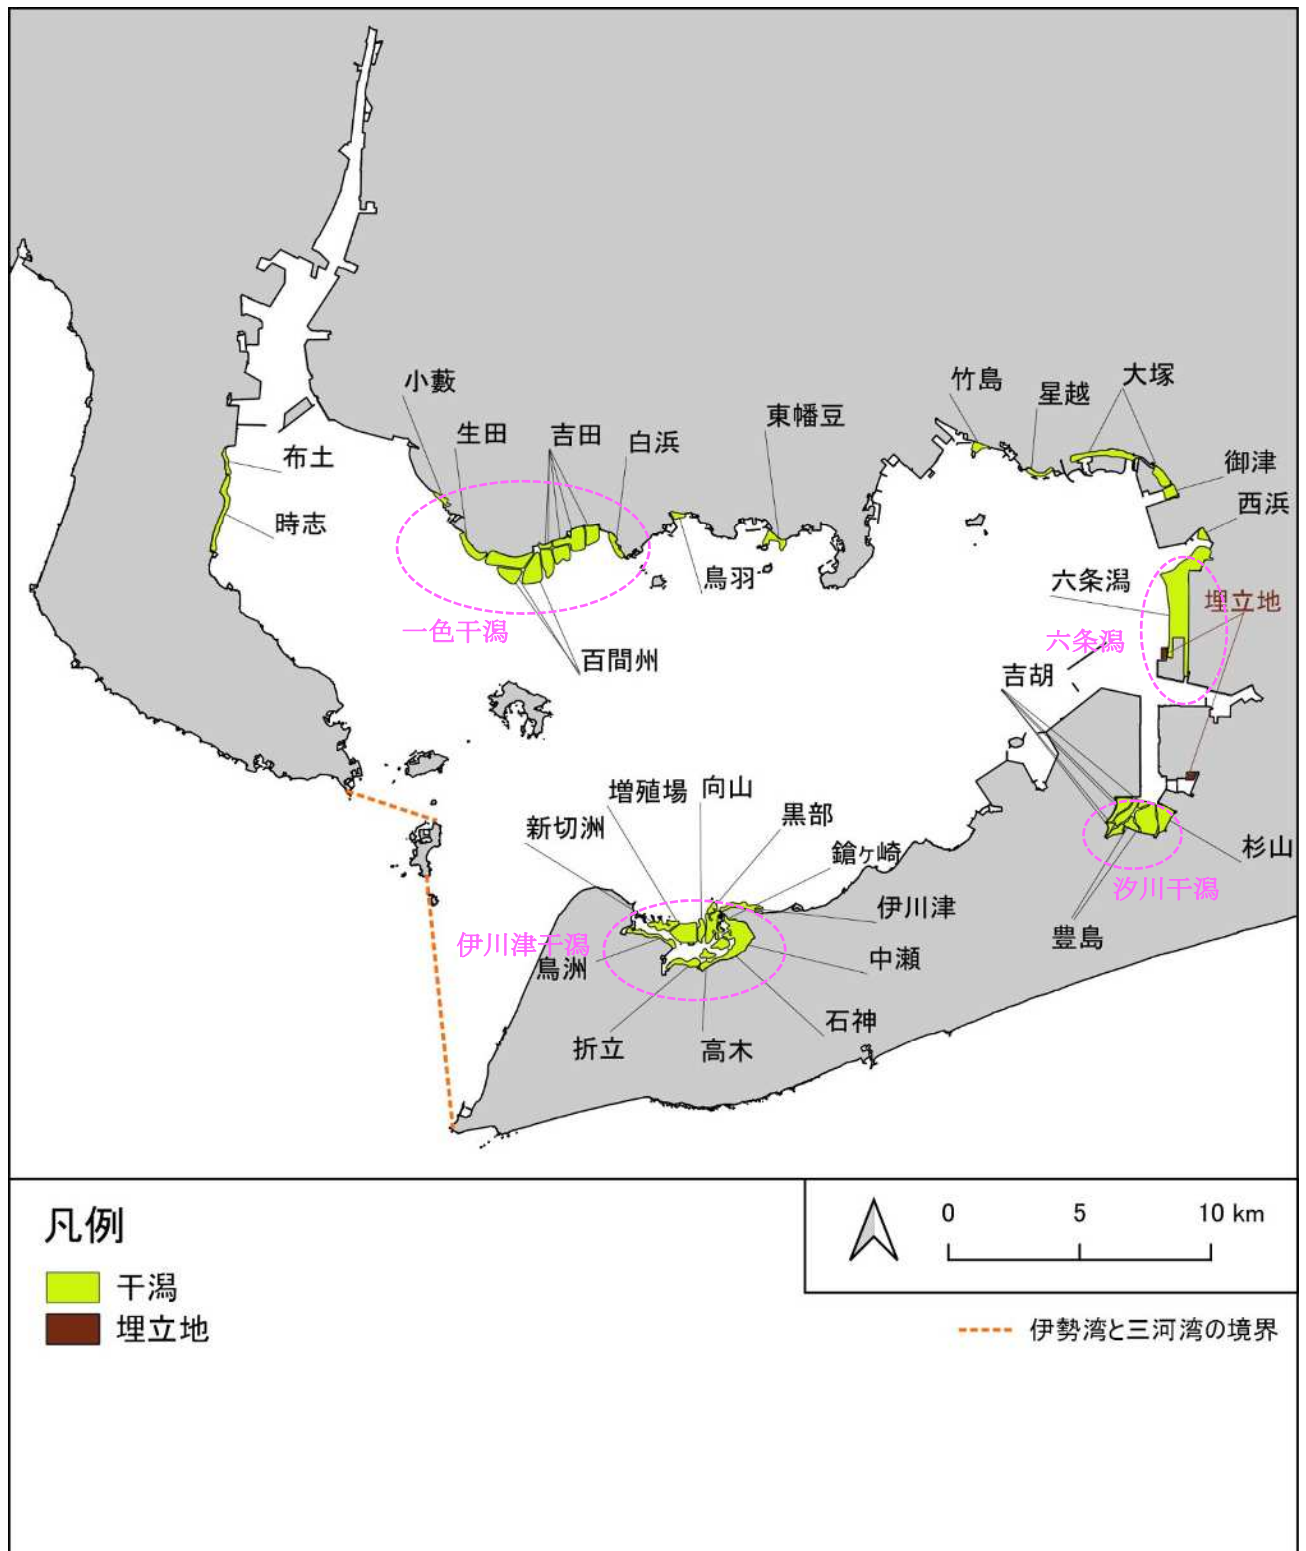 小藪
生田
吉田
白浜
東幡豆
竹島
星越
大塚
御津
西浜
布土
時志
鳥羽
六条潟
埋立地
一色干潟
六条潟
百間州
吉胡
増殖場
向山
黒部
新切洲
鎗ヶ崎
伊川津
杉山
汐川干潟
豊島
伊川津干潟
鳥洲
中瀬
石神
折立
高木
凡例
干潟
埋立地
0 5 10 km
伊勢湾と三河湾の境界